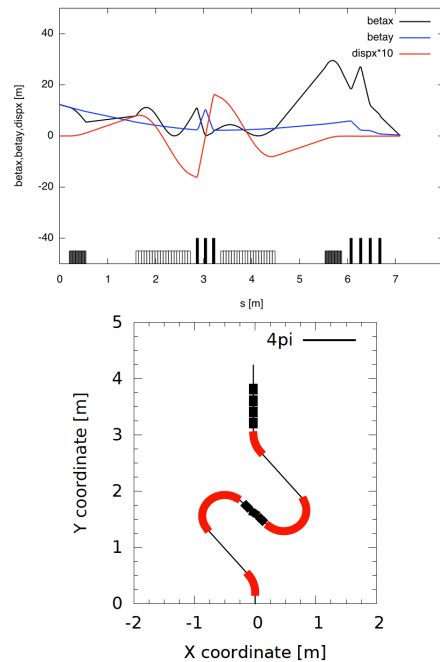 betax
betay
dispx*10
betax,betay,dispx [m]
40
20
0
-20
-40
0 1 2 3 4 5 6 7
s [m]
4pi
Y coordinate [m]
5
4
3
2
1
0
-2 -1 0 1 2
X coordinate [m]